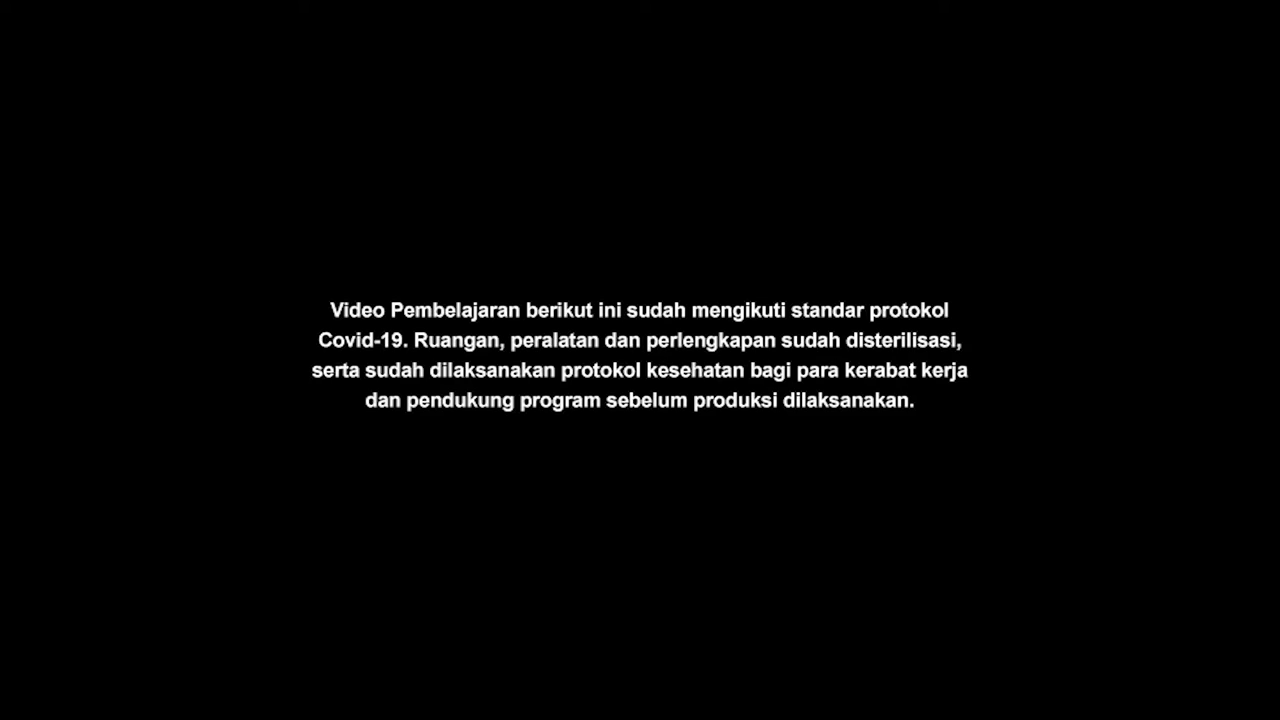 Video Pembelajaran berikut ini sudah mengikuti standar protokol
Covid-19. Ruangan, peralatan dan perlengkapan sudah disterilisasi,
serta sudah dilaksanakan protokol kesehatan bagi para kerabat kerja
dan pendukung program sebelum produksi dilaksanakan.